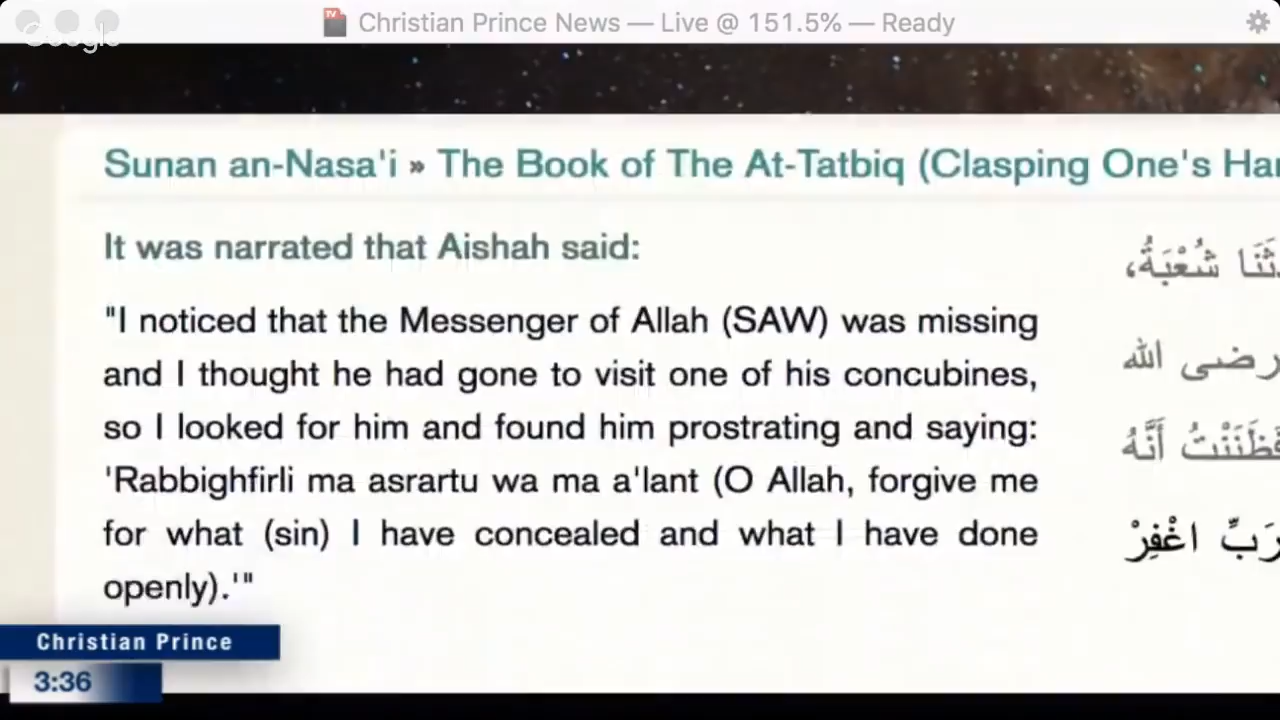 Christian Prince News — Live @ 151.5% — Ready
Google
Sunan an-Nasa'i » The Book of The At-Tatbiq (Clasping One's Ha
It was narrated that Aishah said:
"I noticed that the Messenger of Allah (SAW) was missing
and I thought he had gone to visit one of his concubines,
so I looked for him and found him prostrating and saying:
'Rabbighfirli ma asrartu wa ma a'lant (O Allah, forgive me
for what (sin) I have concealed and what I have done
openly).'"
ثَنَا شُعْبَةُ،
رضى الله
فَظَنَنْتُ أَنَّهُ
رَبِّ اغْفِرْ
Christian Prince
3:36